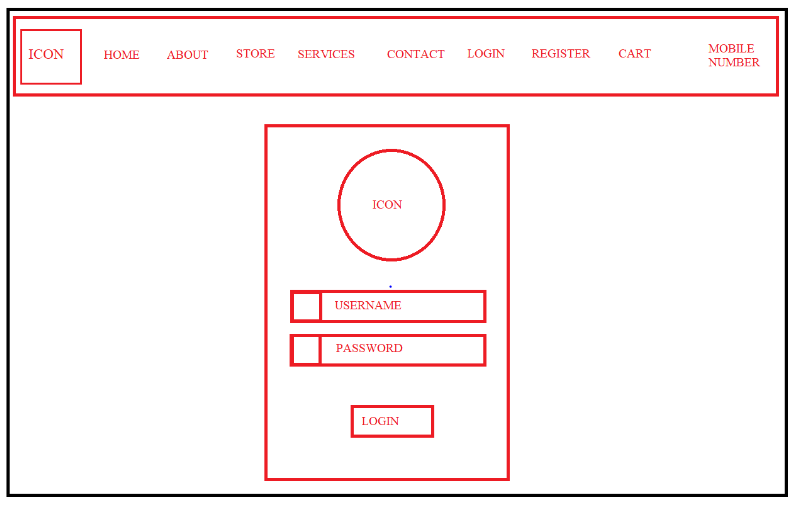 ICON
HOME
ABOUT
STORE
SERVICES
CONTACT
LOGIN
REGISTER
CART
MOBILE
NUMBER
ICON
USERNAME
PASSWORD
LOGIN